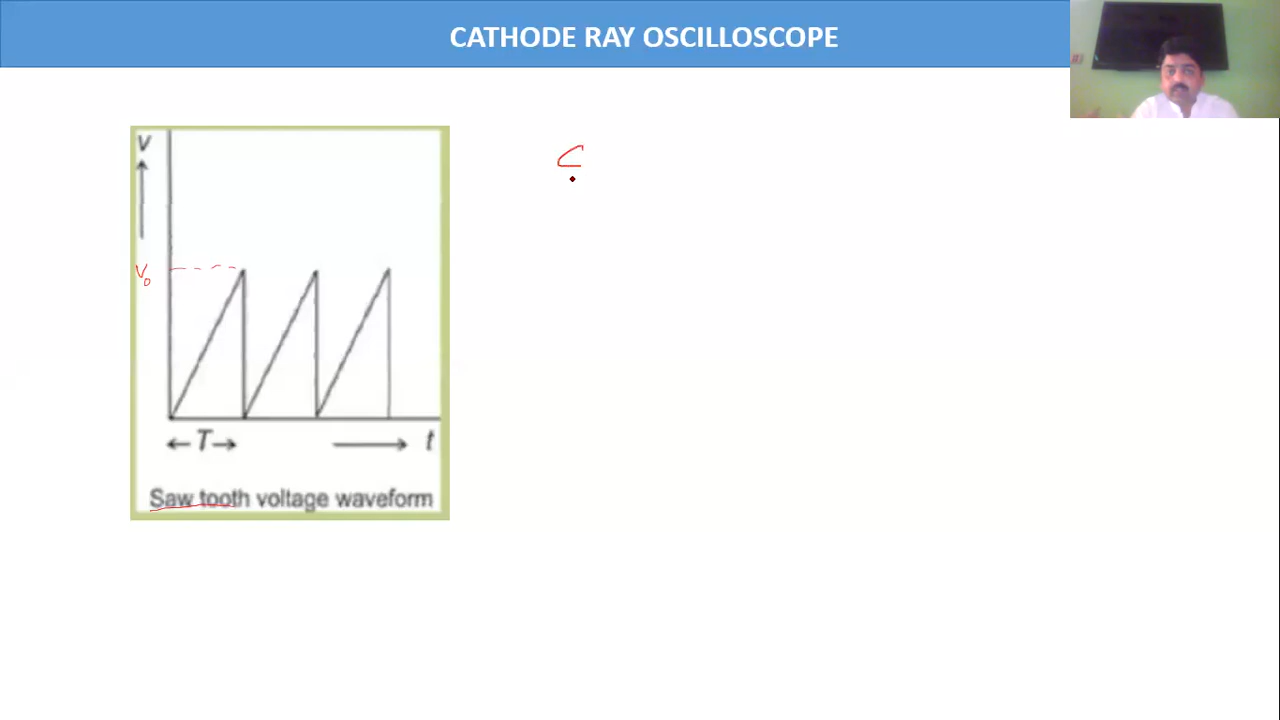 CATHODE RAY OSCILLOSCOPE
V
V₀
T
t
Saw tooth voltage waveform